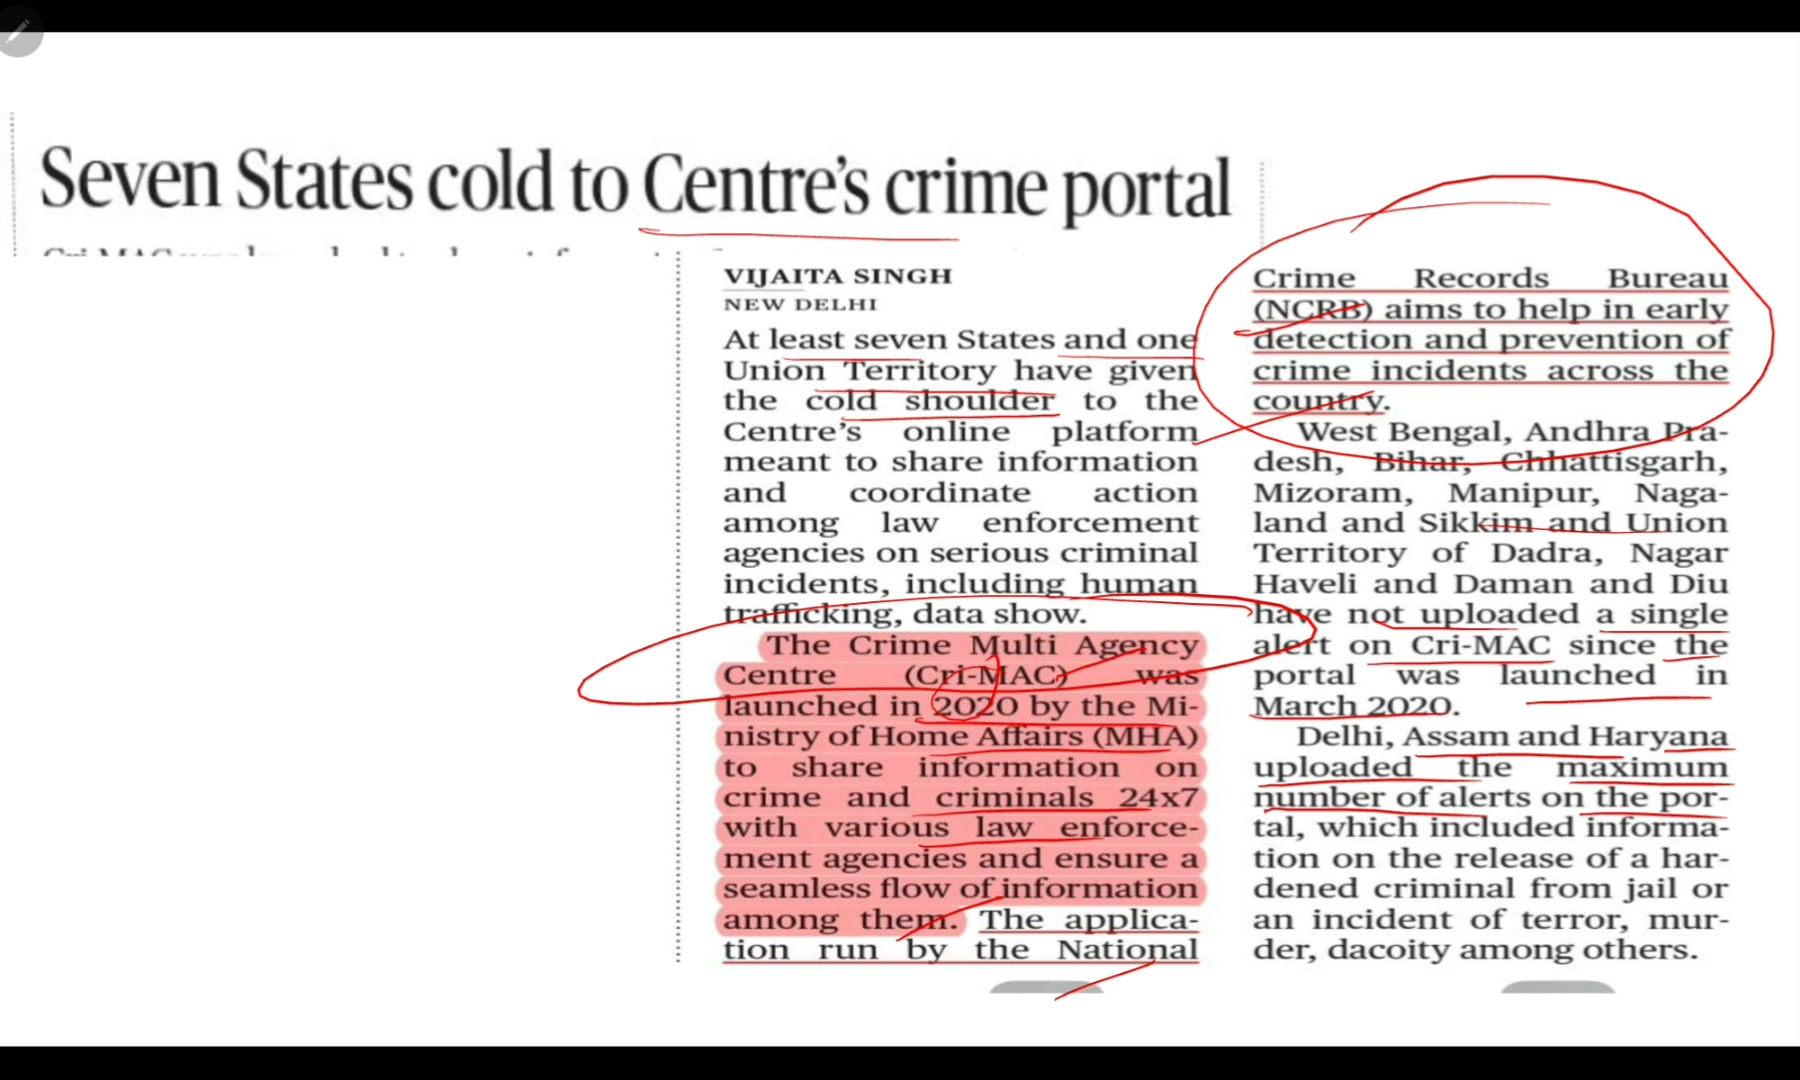 Seven States cold to Centre's crime portal
VIJAITA SINGH
NEW DELHI
At least seven States and one
Union Territory have given
the cold shoulder to the
Centre's online platform
meant to share information
and coordinate action
among law enforcement
agencies on serious criminal
incidents, including human
trafficking, data show.
The Crime Multi Agency
Centre (Cri-MAC) was
launched in 2020 by the Mi-
nistry of Home Affairs (MHA)
to share information on
crime and criminals 24x7
with various law enforce-
ment agencies and ensure a
seamless flow of information
among them. The applica-
tion run by the National
Crime Records Bureau
(NCRB) aims to help in early
detection and prevention of
crime incidents across the
country.
West Bengal, Andhra Pra-
desh, Bihar, Chhattisgarh,
Mizoram, Manipur, Naga-
land and Sikkim and Union
Territory of Dadra, Nagar
Haveli and Daman and Diu
have not uploaded a single
alert on Cri-MAC since the
portal was launched in
March 2020.
Delhi, Assam and Haryana
uploaded the maximum
number of alerts on the por-
tal, which included informa-
tion on the release of a har-
dened criminal from jail or
an incident of terror, mur-
der, dacoity among others.